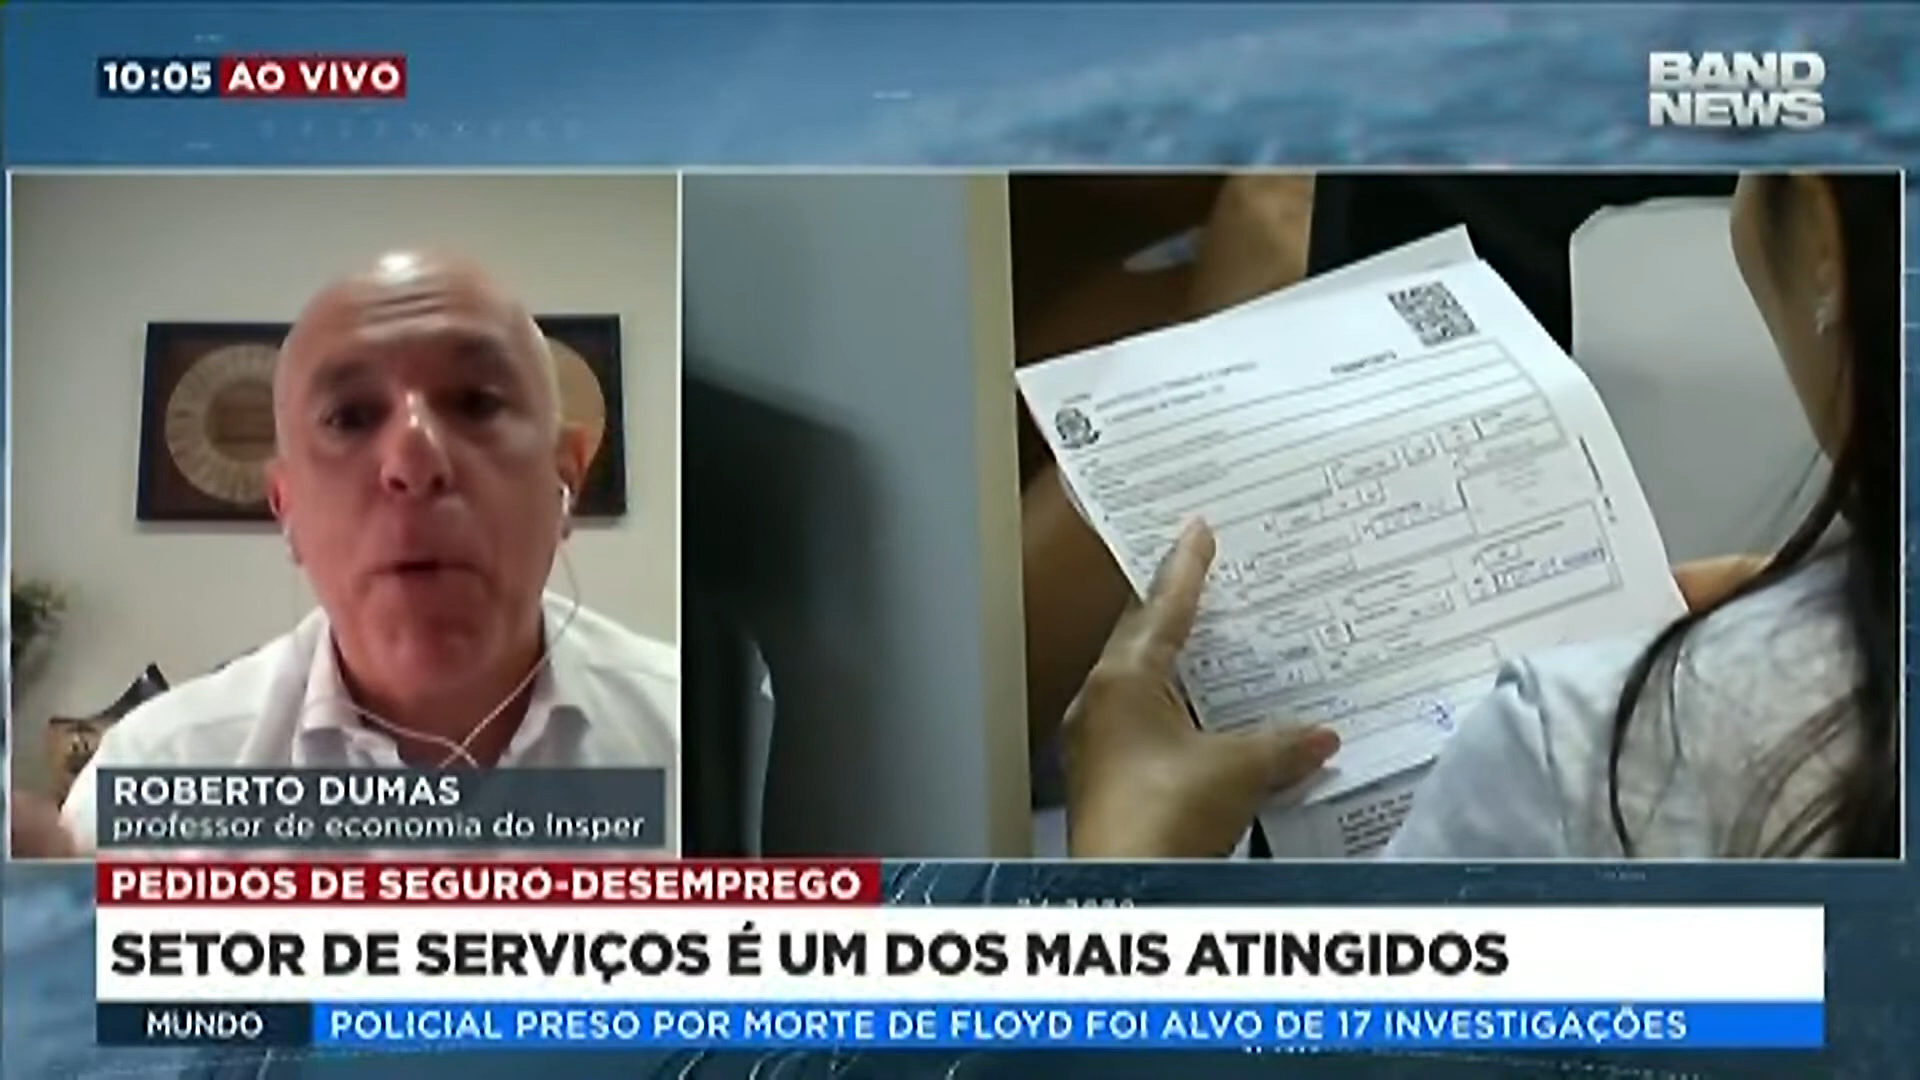 10:05 AO VIVO
BAND
NEWS
ROBERTO DUMAS
professor de economia do Insper
PEDIDOS DE SEGURO-DESEMPREGO
SETOR DE SERVIÇOS É UM DOS MAIS ATINGIDOS
MUNDO POLICIAL PRESO POR MORTE DE FLOYD FOI ALVO DE 17 INVESTIGAÇÕES